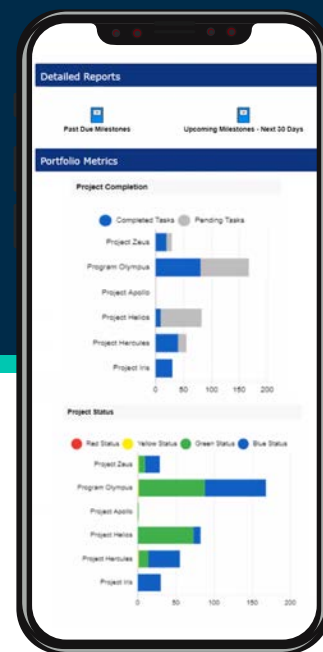 Detailed Reports
Past Due Milestones
Upcoming Milestones - Next 30 Days
Portfolio Metrics
Project Completion
Completed Tasks
Pending Tasks
Project Zeus
Program Olympus
Project Apollo
Project Helios
Project Hercules
Project Iris
0 50 100 150 200
Project Status
Red Status
Yellow Status
Green Status
Blue Status
Project Zeus
Program Olympus
Project Apollo
Project Helios
Project Hercules
Project Iris
0 50 100 150 200